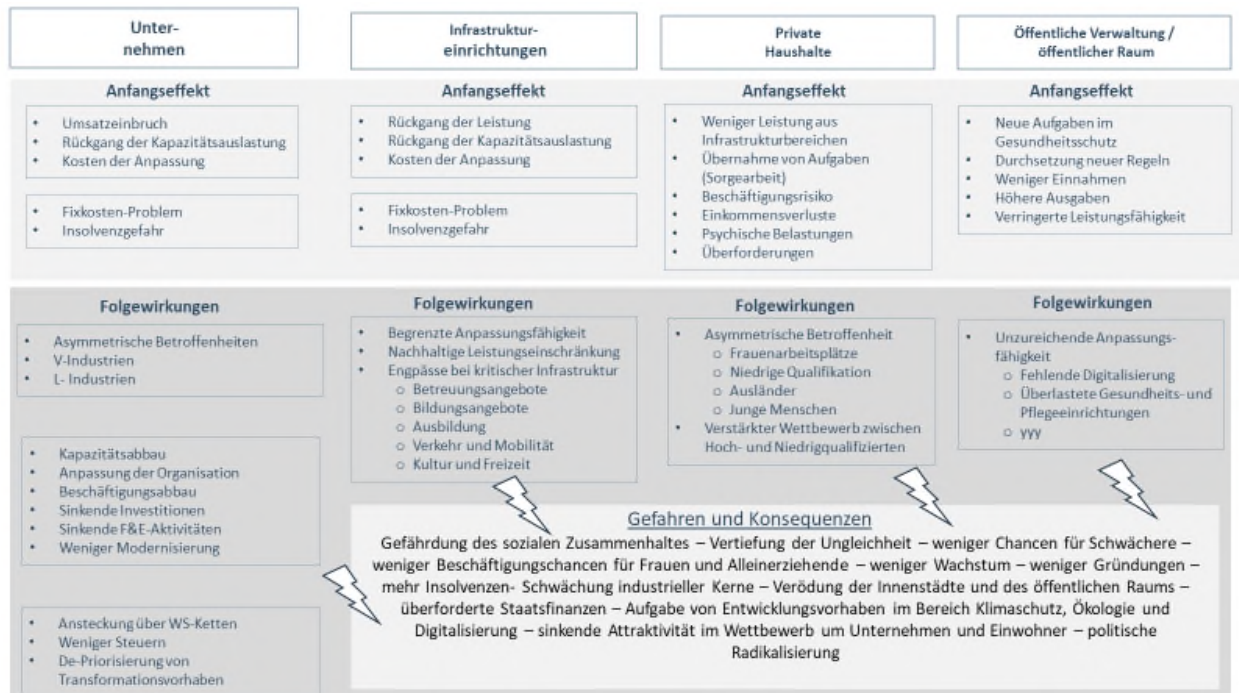 Unter-
nehmen
Infrastruktur-
einrichtungen
Private
Haushalte
Öffentliche Verwaltung /
öffentlicher Raum
Anfangseffekt
• Umsatzeinbruch
• Rückgang der Kapazitätsauslastung
• Kosten der Anpassung
• Fixkosten-Problem
• Insolvenzgefahr
Anfangseffekt
• Rückgang der Leistung
• Rückgang der Kapazitätsauslastung
• Kosten der Anpassung
• Fixkosten-Problem
• Insolvenzgefahr
Anfangseffekt
• Weniger Leistung aus
Infrastrukturbereichen
• Übernahme von Aufgaben
(Sorgearbeit)
• Beschäftigungsrisiko
• Einkommensverluste
• Psychische Belastungen
• Überforderungen
Anfangseffekt
• Neue Aufgaben im
Gesundheitsschutz
• Durchsetzung neuer Regeln
• Weniger Einnahmen
• Höhere Ausgaben
• Verringerte Leistungsfähigkeit
Folgewirkungen
• Asymmetrische Betroffenheiten
• V-Industrien
• L- Industrien
• Kapazitätsabbau
• Anpassung der Organisation
• Beschäftigungsabbau
• Sinkende Investitionen
• Sinkende F&E-Aktivitäten
• Weniger Modernisierung
• Ansteckung über WS-Ketten
• Weniger Steuern
• De-Priorisierung von
Transformationsvorhaben
Folgewirkungen
• Begrenzte Anpassungsfähigkeit
• Nachhaltige Leistungseinschränkung
• Engpässe bei kritischer Infrastruktur
o Betreuungsangebote
o Bildungsangebote
o Ausbildung
o Verkehr und Mobilität
o Kultur und Freizeit
Folgewirkungen
• Asymmetrische Betroffenheit
o Frauenarbeitsplätze
o Niedrige Qualifikation
o Ausländer
o Junge Menschen
• Verstärkter Wettbewerb zwischen
Hoch- und Niedrigqualifizierten
Folgewirkungen
• Unzureichende Anpassungs-
fähigkeit
o Fehlende Digitalisierung
o Überlastete Gesundheits- und
Pflegeeinrichtungen
o yyy
Gefahren und Konsequenzen
Gefährdung des sozialen Zusammenhaltes – Vertiefung der Ungleichheit – weniger Chancen für Schwächere –
weniger Beschäftigungschancen für Frauen und Alleinerziehende – weniger Wachstum – weniger Gründungen –
mehr Insolvenzen- Schwächung industrieller Kerne – Verödung der Innenstädte und des öffentlichen Raums –
überforderte Staatsfinanzen – Aufgabe von Entwicklungsvorhaben im Bereich Klimaschutz, Ökologie und
Digitalisierung – sinkende Attraktivität im Wettbewerb um Unternehmen und Einwohner – politische
Radikalisierung